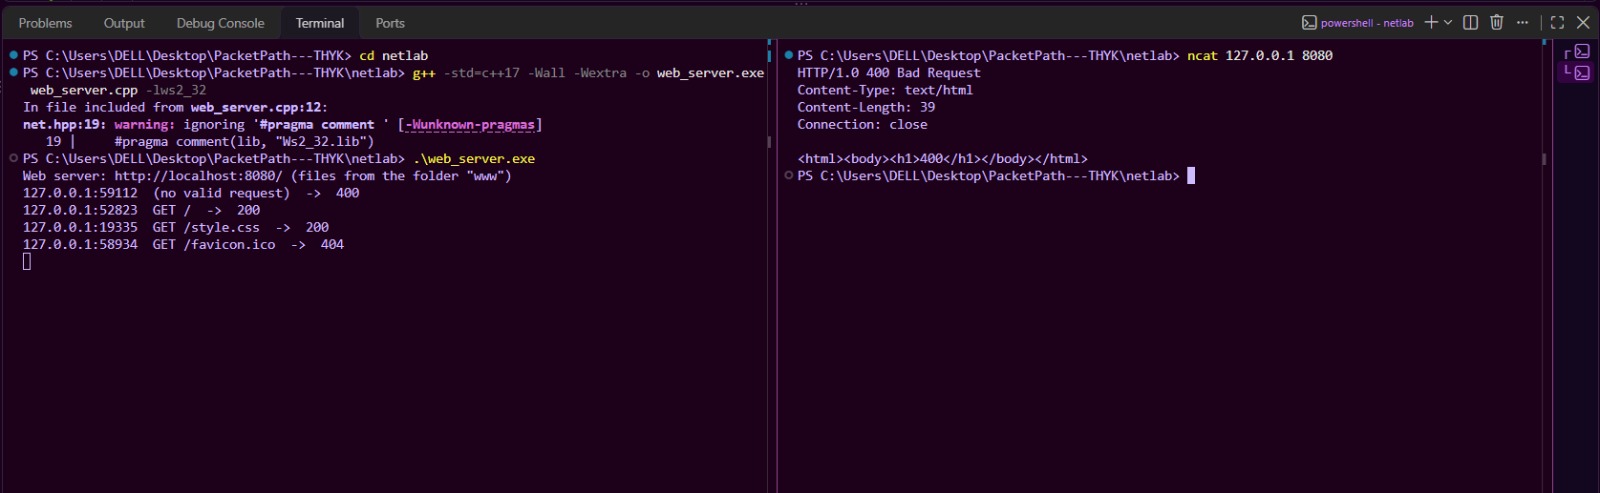 Problems Output Debug Console Terminal Ports
powershell - netlab
PS C:\Users\DELL\Desktop\PacketPath---THYK> cd netlab
PS C:\Users\DELL\Desktop\PacketPath---THYK\netlab> g++ -std=c++17 -Wall -Wextra -o web_server.exe
web_server.cpp -lws2_32
In file included from web_server.cpp:12:
net.hpp:19: warning: ignoring '#pragma comment ' [-Wunknown-pragmas]
19 | #pragma comment(lib, "Ws2_32.lib")
PS C:\Users\DELL\Desktop\PacketPath---THYK\netlab> .\web_server.exe
Web server: http://localhost:8080/ (files from the folder "www")
127.0.0.1:59112 (no valid request) -> 400
127.0.0.1:52823 GET / -> 200
127.0.0.1:19335 GET /style.css -> 200
127.0.0.1:58934 GET /favicon.ico -> 404
PS C:\Users\DELL\Desktop\PacketPath---THYK\netlab> ncat 127.0.0.1 8080
HTTP/1.0 400 Bad Request
Content-Type: text/html
Content-Length: 39
Connection: close
<html><body><h1>400</h1></body></html>
PS C:\Users\DELL\Desktop\PacketPath---THYK\netlab>